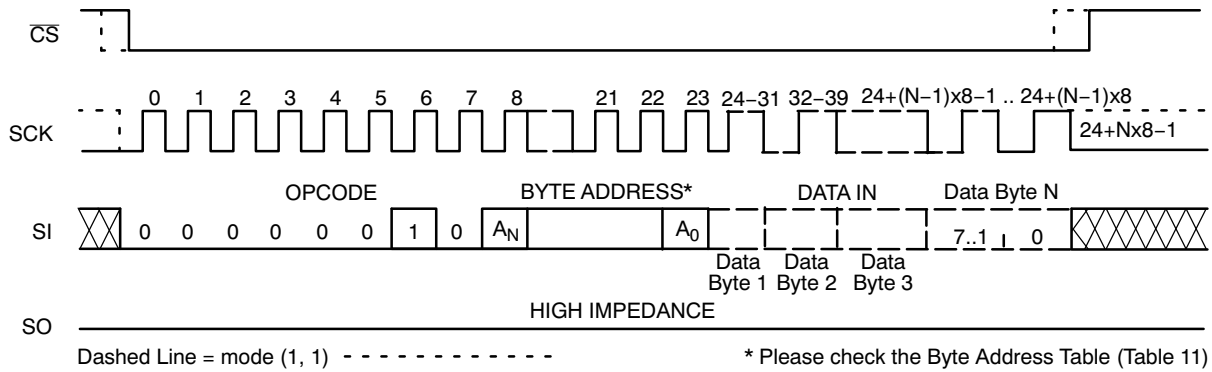 CS
0 1 2 3 4 5 6 7 8 21 22 23 24−31 32−39 24+(N−1)x8−1 .. 24+(N−1)x8
SCK
24+Nx8−1
OPCODE BYTE ADDRESS* DATA IN Data Byte N
SI 0 0 0 0 0 0 1 0 AN A0 7..1 0
Data Byte 1
Data Byte 2
Data Byte 3
HIGH IMPEDANCE
SO
Dashed Line = mode (1, 1)
* Please check the Byte Address Table (Table 11)